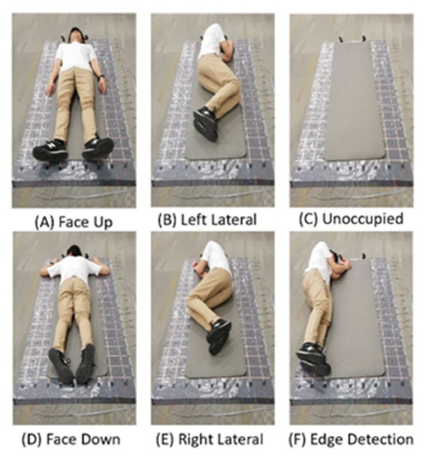 (A) Face Up
(B) Left Lateral
(C) Unoccupied
(D) Face Down
(E) Right Lateral
(F) Edge Detection